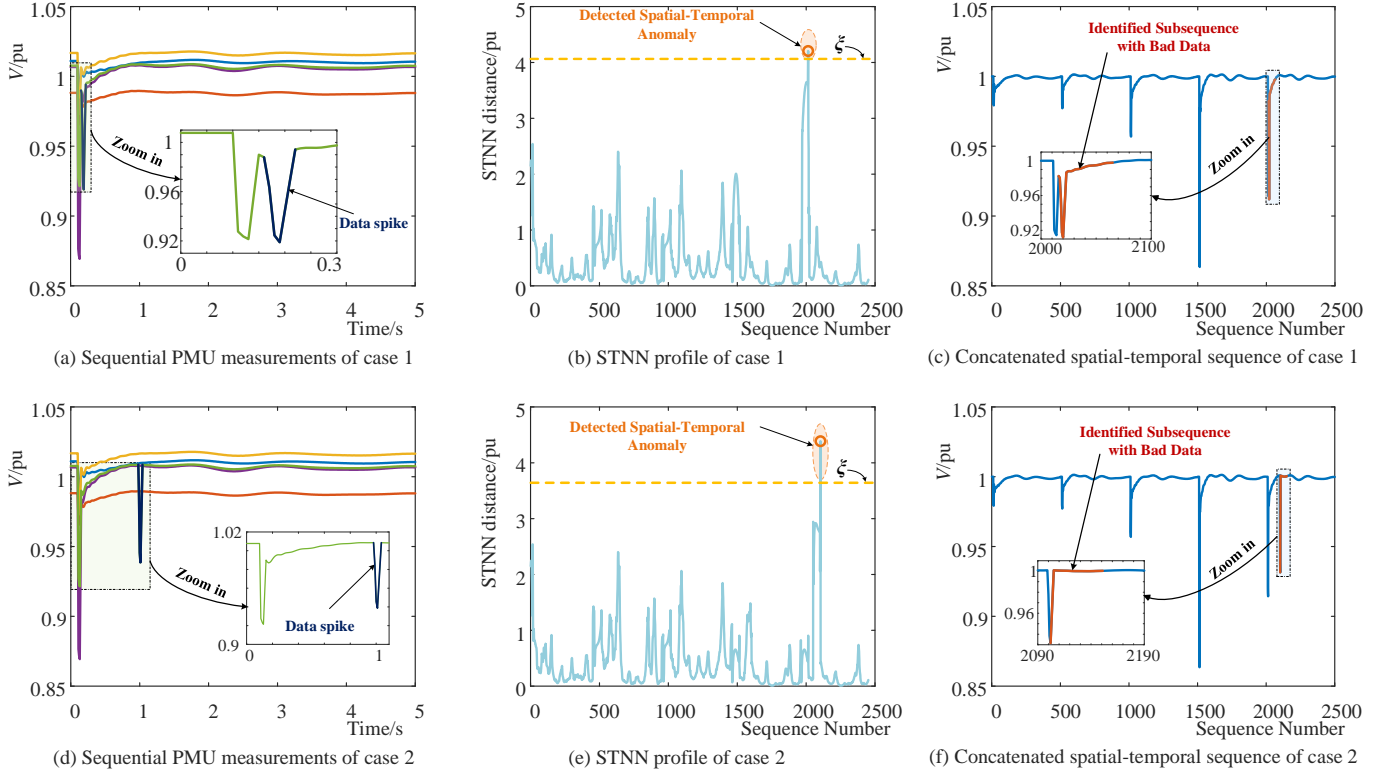 1.05
1
0.95
0.9
0.85
V/pu
0 1 2 3 4 5
Time/s
Zoom in
1
0.96
0.92
0 0.3
Data spike
(a) Sequential PMU measurements of case 1
5
4
3
2
1
0
STNN distance/pu
Detected Spatial-Temporal
Anomaly
ξ
0 500 1000 1500 2000 2500
Sequence Number
(b) STNN profile of case 1
1.05
1
0.95
0.9
0.85
V/pu
Identified Subsequence
with Bad Data
Zoom in
1
0.96
0.92
2000 2100
0 500 1000 1500 2000 2500
Sequence Number
(c) Concatenated spatial-temporal sequence of case 1
1.05
1
0.95
0.9
0.85
V/pu
0 1 2 3 4 5
Time/s
Zoom in
1.02
0.9
0 1
Data spike
(d) Sequential PMU measurements of case 2
5
4
3
2
1
0
STNN distance/pu
Detected Spatial-Temporal
Anomaly
ξ
0 500 1000 1500 2000 2500
Sequence Number
(e) STNN profile of case 2
1.05
1
0.95
0.9
0.85
V/pu
Identified Subsequence
with Bad Data
Zoom in
1
0.96
2090 2190
0 500 1000 1500 2000 2500
Sequence Number
(f) Concatenated spatial-temporal sequence of case 2